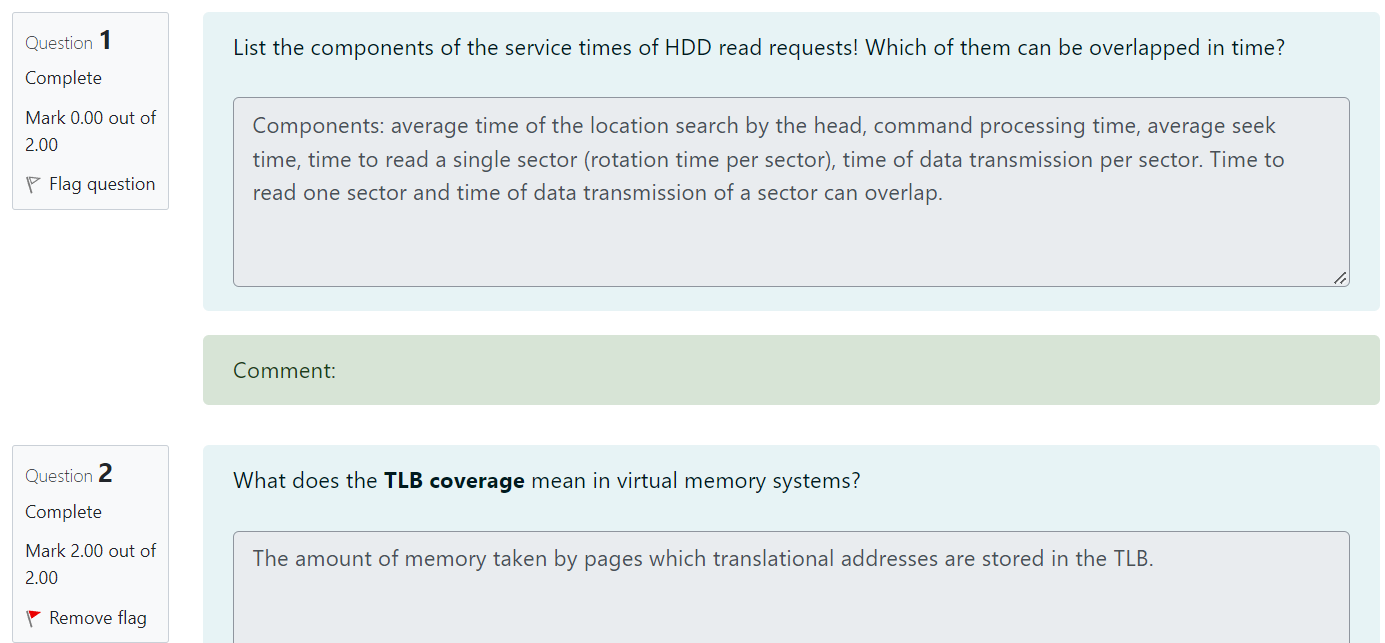 Question 1
Complete
Mark 0.00 out of
2.00
Flag question
List the components of the service times of HDD read requests! Which of them can be overlapped in time?
Components: average time of the location search by the head, command processing time, average seek
time, time to read a single sector (rotation time per sector), time of data transmission per sector. Time to
read one sector and time of data transmission of a sector can overlap.
Comment:
Question 2
Complete
Mark 2.00 out of
2.00
Remove flag
What does the TLB coverage mean in virtual memory systems?
The amount of memory taken by pages which translational addresses are stored in the TLB.